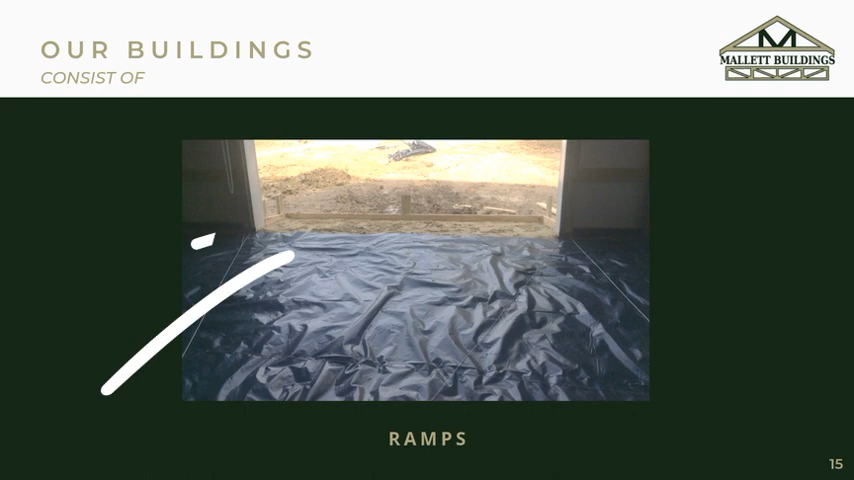 OUR BUILDINGS
CONSIST OF
MALLETT BUILDINGS
RAMPS
15